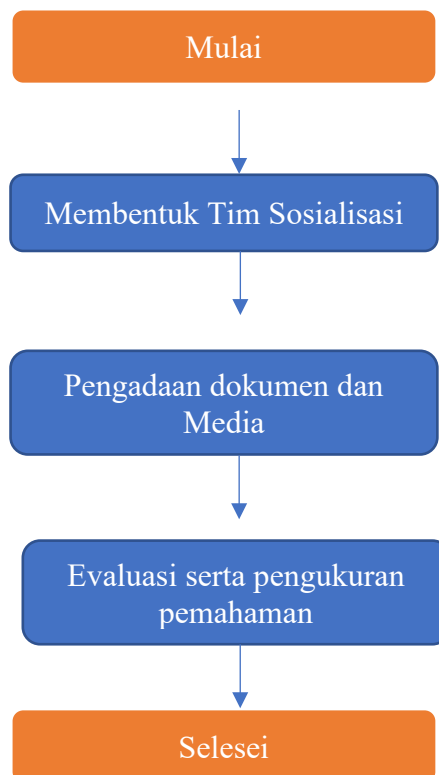 Mulai
Membentuk Tim Sosialisasi
Pengadaan dokumen dan
Media
Evaluasi serta pengukuran
pemahaman
Selesei